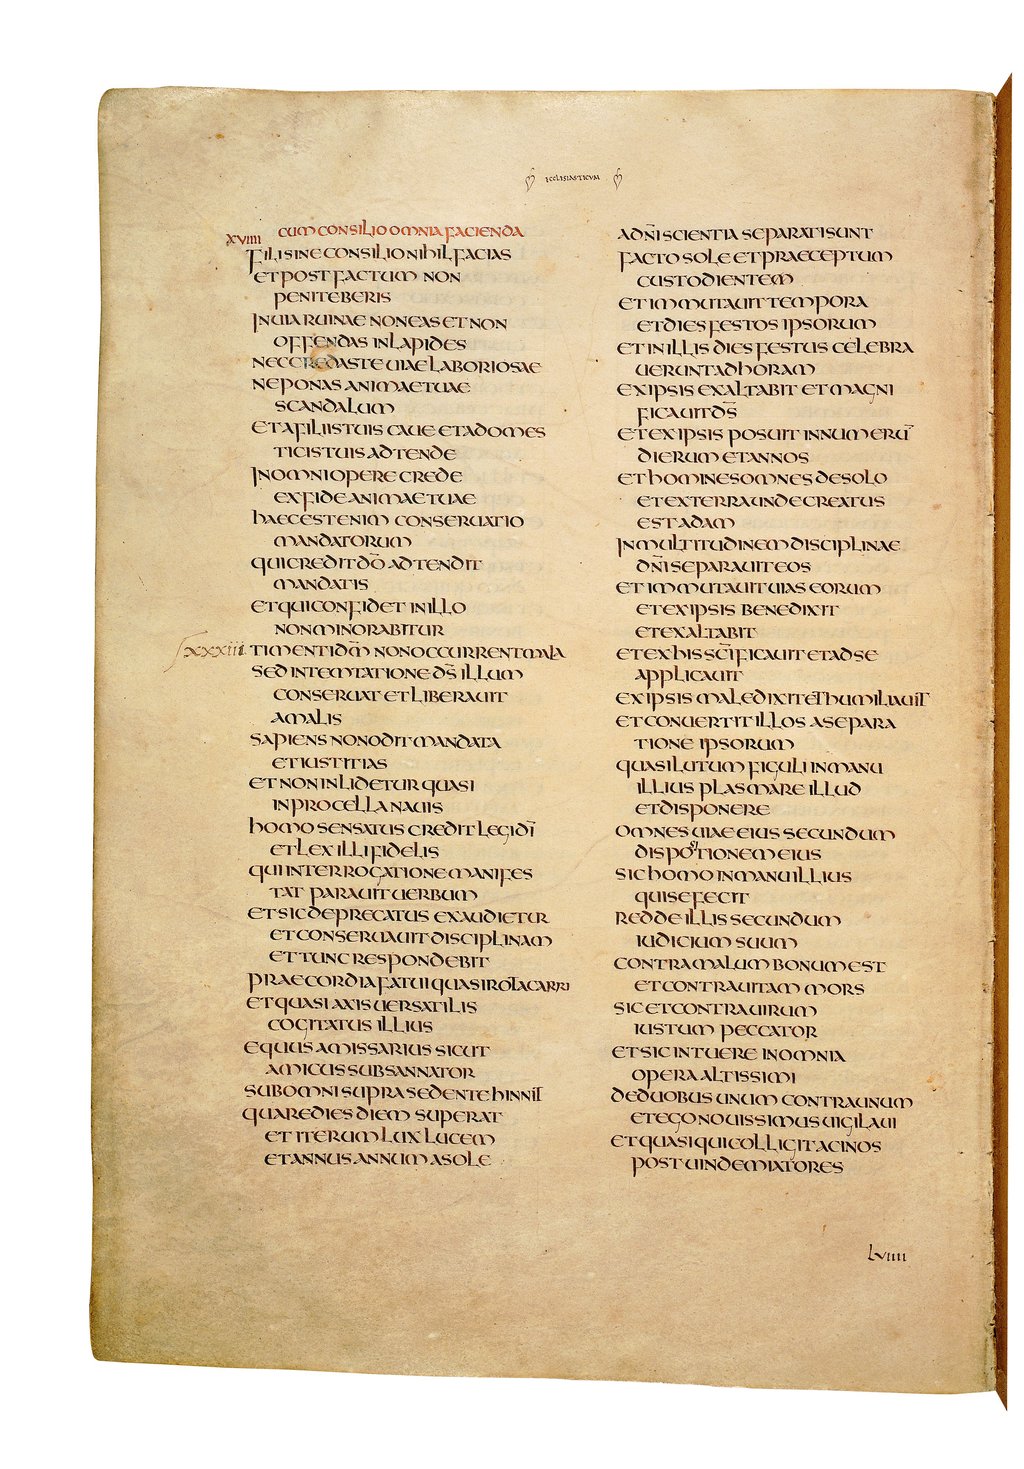 ECCLESIASTICUM
CUM CONSILIO OMNIA FACIENDA
XVIIII
FILI SINE CONSILIO NIHIL FACIAS
ET POST FACTUM NON
PENITEBERIS
IN UIA RUINAE NON EAS ET NON
OFFENDAS IN LAPIDES
NEC CREDAS TE UIAE LABORIOSAE
NE PONAS ANIMAE TUAE
SCANDALUM
ET A FILIIS TUIS CAUE ET A DOMES
TICIS TUIS ADTENDE
IN OMNI OPERE CREDE
EX FIDE ANIMAE TUAE
HAEC EST ENIM CONSERUATIO
MANDATORUM
QUI CREDIT DŌ ADTENDIT
MANDATIS
ET QUI CONFIDET IN ILLO
NON MINORABITUR
XXXIII TIMENTI DM̄ NON OCCURRENT MALA
SED IN TEMTATIONE DS̄ ILLUM
CONSERUAT ET LIBERAUIT
A MALIS
SAPIENS NON ODIT MANDATA
ET IUSTITIAS
ET NON INLIDETUR QUASI
IN PROCELLA NAUIS
HOMO SENSATUS CREDIT LEGI DĪ
ET LEX ILLI FIDELIS
QUI INTERROGATIONE MANIFES
TAT PARAUIT UERBUM
ET SIC DEPRECATUS EXAUDIETUR
ET CONSERUAUIT DISCIPLINAM
ET TUNC RESPONDEBIT
PRAECORDIA FATUI QUASI ROTA CARRI
ET QUASI AXIS UERSATILIS
COGITATUS ILLIUS
EQUUS AMISSARIUS SICUT
AMICUS SUBSANNATOR
SUB OMNI SUPRA SEDENTE HINNIT
QUARE DIES DIEM SUPERAT
ET ITERUM LUX LUCEM
ET ANNUS ANNUM A SOLE
A DN̄I SCIENTIA SEPARATI SUNT
FACTO SOLE ET PRAECEPTUM
CUSTODIENTEM
ET IMMUTAUIT TEMPORA
ET DIES FESTOS IPSORUM
ET IN ILLIS DIES FESTUS CELEBRA
UERUNT AD HORAM
EX IPSIS EXALTABIT ET MAGNI
FICAUIT DS̄
ET EX IPSIS POSUIT IN NUMERŪ
DIERUM ET ANNOS
ET HOMINES OMNES DE SOLO
ET EX TERRA UNDE CREATUS
EST ADAM
IN MULTITUDINEM DISCIPLINAE
DN̄I SEPARAUIT EOS
ET IMMUTAUIT UIAS EORUM
ET EX IPSIS BENEDIXIT
ET EXALTABIT
ET EX HIS SCĪFICAUIT ET AD SE
APPLICAUIT
EX IPSIS MALEDIXIT ET HUMILIAUIT
ET CONUERTIT ILLOS A SEPARA
TIONE IPSORUM
QUASI LUTUM FIGULI IN MANU
ILLIUS PLASMARE ILLUD
ET DISPONERE
OMNES UIAE EIUS SECUNDUM
DISPOSITIONEM EIUS
SIC HOMO IN MANU ILLIUS
QUI SE FECIT
REDDE ILLIS SECUNDUM
IUDICIUM SUUM
CONTRA MALUM BONUM EST
ET CONTRA UITAM MORS
SIC ET CONTRA UIRUM
IUSTUM PECCATOR
ET SIC INTUERE IN OMNIA
OPERA ALTISSIMI
DE DUOBUS UNUM CONTRA UNUM
ET EGO NOUISSIMUS UIGILAUI
ET QUASI QUI COLLIGIT ACINOS
POST UINDEMIATORES
LVIIII